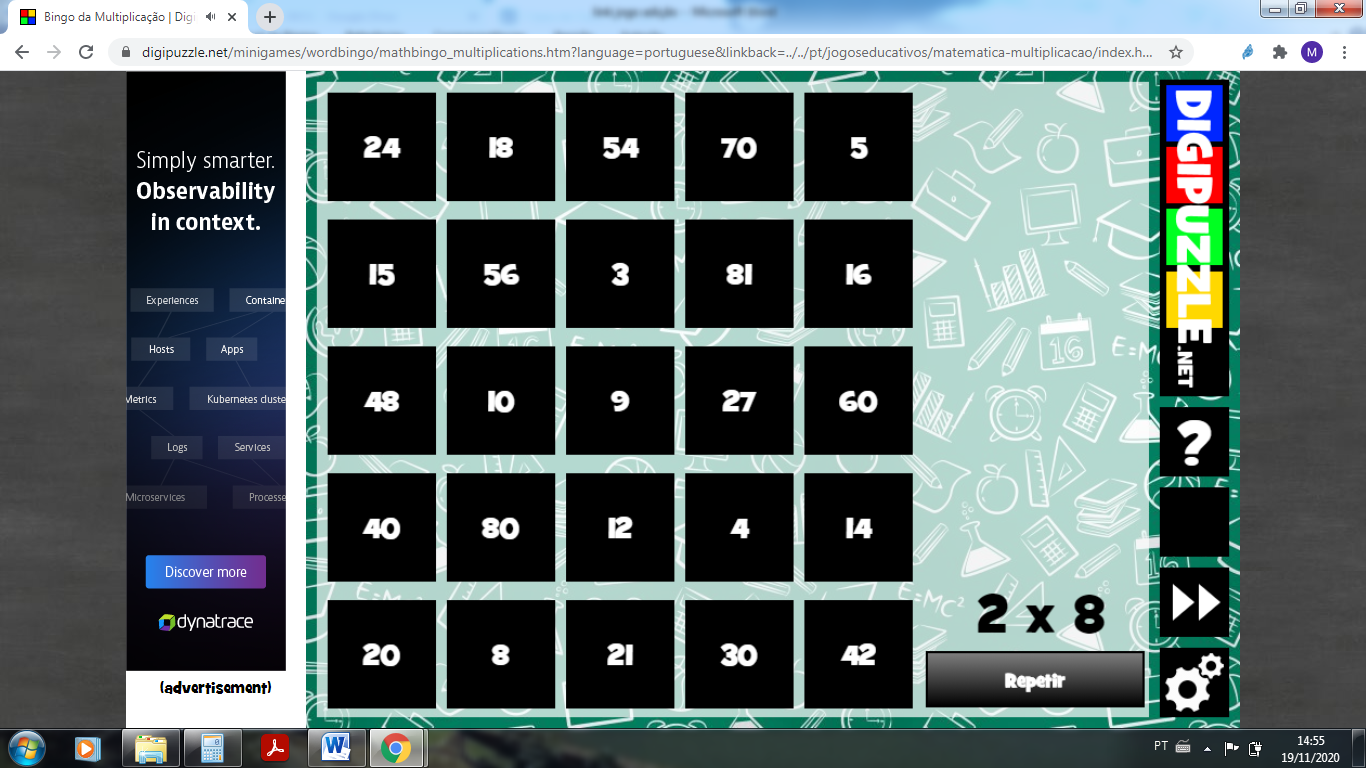 Bingo da Multiplicação | Digi
digipuzzle.net/minigames/wordbingo/mathbingo_multiplications.htm?language=portuguese&linkback=../../pt/jogoseducativos/matematica-multiplicacao/index.h...
M
Simply smarter.
Observability
in context.
Experiences Containe
Hosts Apps
Metrics Kubernetes cluste
Logs Services
Microservices Processe
Discover more
dynatrace
(advertisement)
24 18 54 70 5
15 56 3 81 16
48 10 9 27 60
40 80 12 4 14
20 8 21 30 42
16
E=MC²
2 x 8
Repetir
DIGIPUZZLE.NET
?
PT
14:55
19/11/2020